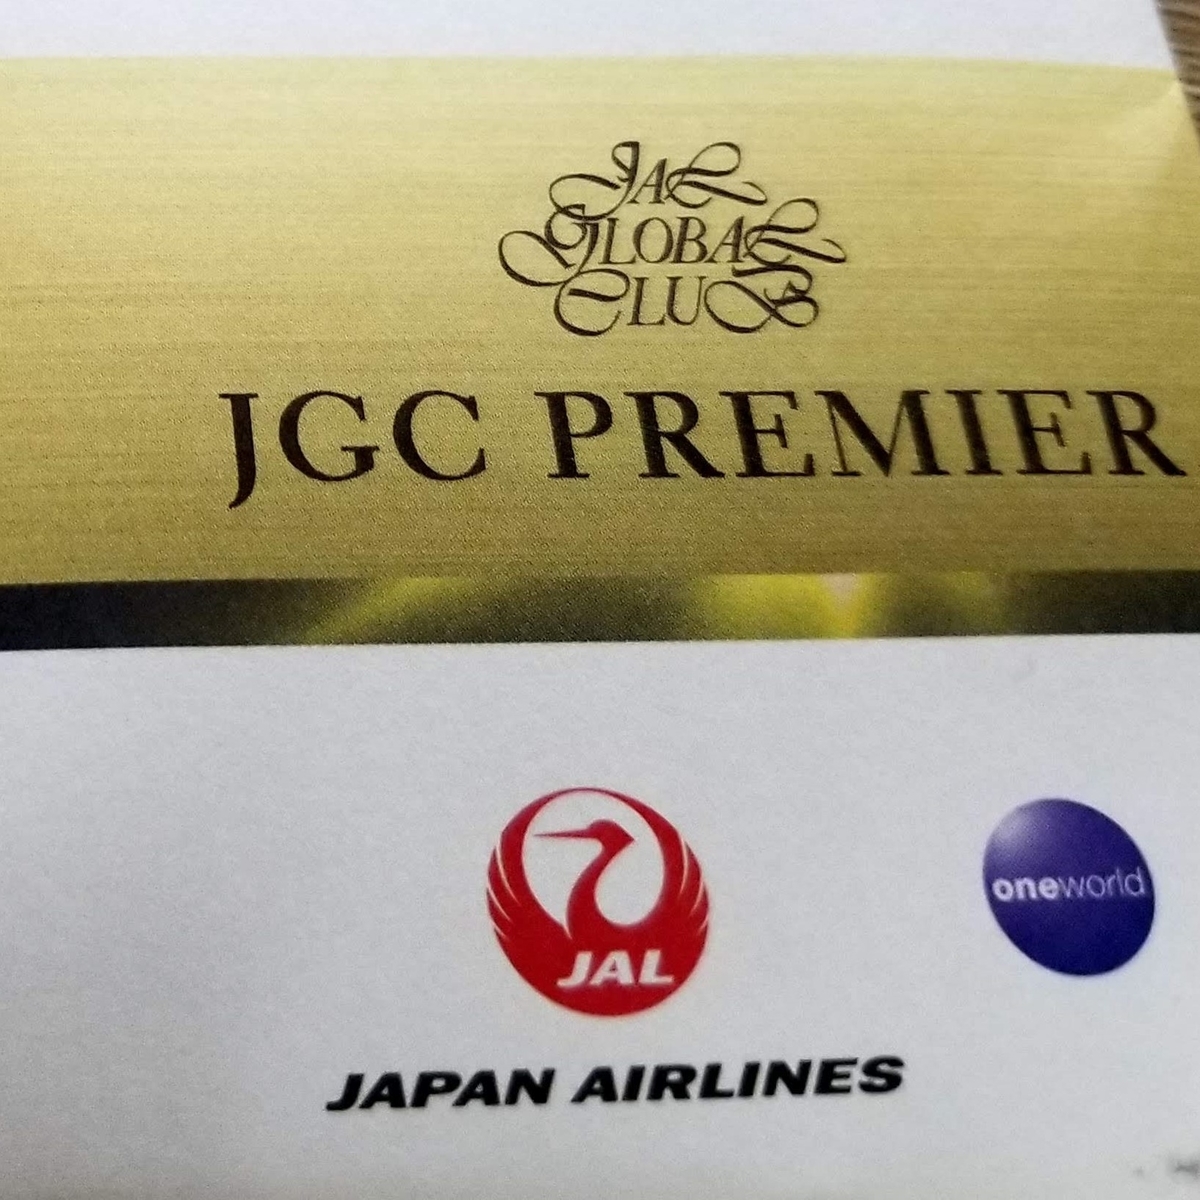 JAL
GLOBAL
CLUB
JGC PREMIER
JAL
oneworld
JAPAN AIRLINES